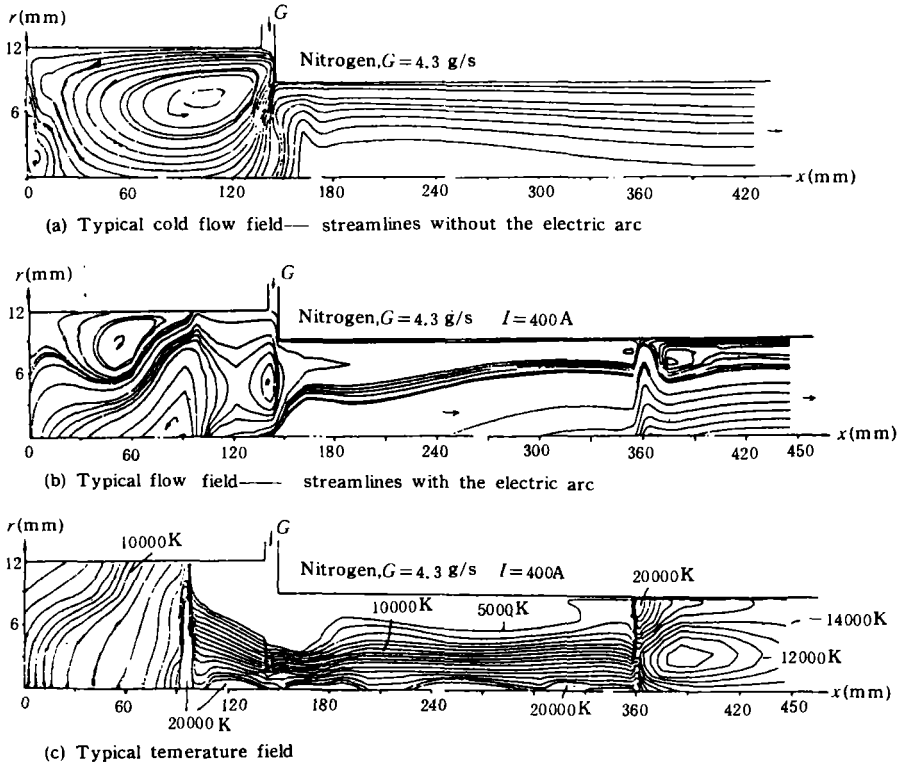 r(mm)
G
12
Nitrogen,G=4.3 g/s
6
0 60 120 180 240 300 360 420 x(mm)
(a) Typical cold flow field— streamlines without the electric arc
r(mm)
G
12
Nitrogen,G=4.3 g/s I=400A
6
0 60 120 180 240 300 360 420 450 x(mm)
(b) Typical flow field—— streamlines with the electric arc
r(mm)
G
10000K
12
Nitrogen,G=4.3 g/s I=400A
20000K
10000K 5000K
14000K
6
12000K
0 60 120 180 240 20000K 360 420 450 x(mm)
20000 K
(c) Typical temerature field